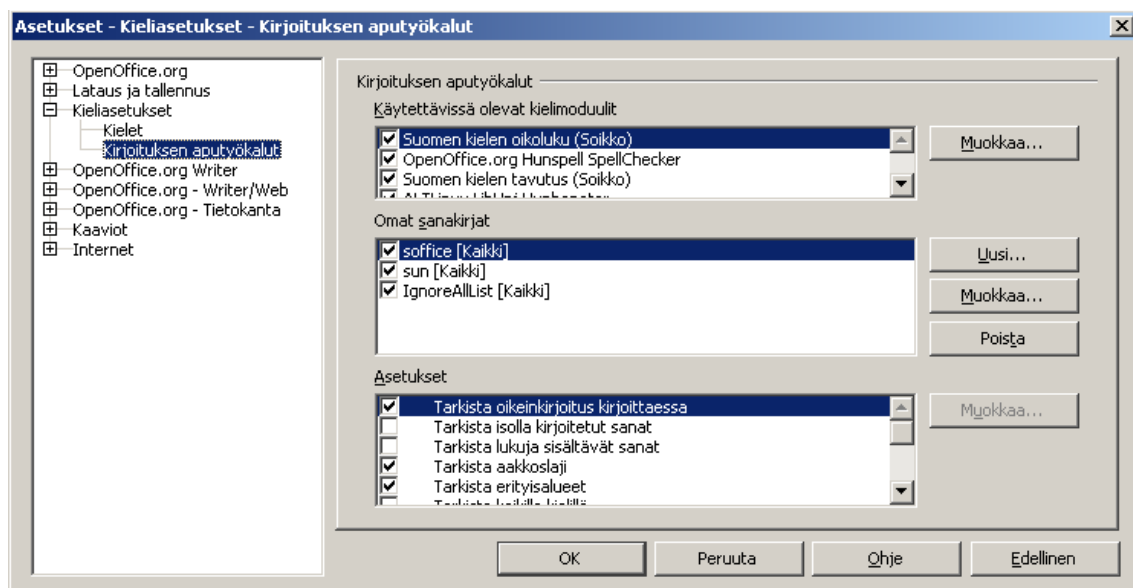 Asetukset - Kieliasetukset - Kirjoituksen aputyökalut
OpenOffice.org
Lataus ja tallennus
Kieliasetukset
Kielet
Kirjoituksen aputyökalut
OpenOffice.org Writer
OpenOffice.org - Writer/Web
OpenOffice.org - Tietokanta
Kaaviot
Internet
Kirjoituksen aputyökalut
Käytettävissä olevat kielimoduulit
Suomen kielen oikoluku (Soikko)
OpenOffice.org Hunspell SpellChecker
Suomen kielen tavutus (Soikko)
Muokkaa...
Omat sanakirjat
soffice [Kaikki]
sun [Kaikki]
IgnoreAllList [Kaikki]
Uusi...
Muokkaa...
Poista
Asetukset
Tarkista oikeinkirjoitus kirjoittaessa
Tarkista isolla kirjoitetut sanat
Tarkista lukuja sisältävät sanat
Tarkista aakkoslaji
Tarkista erityisalueet
Muokkaa...
OK
Peruuta
Ohje
Edellinen